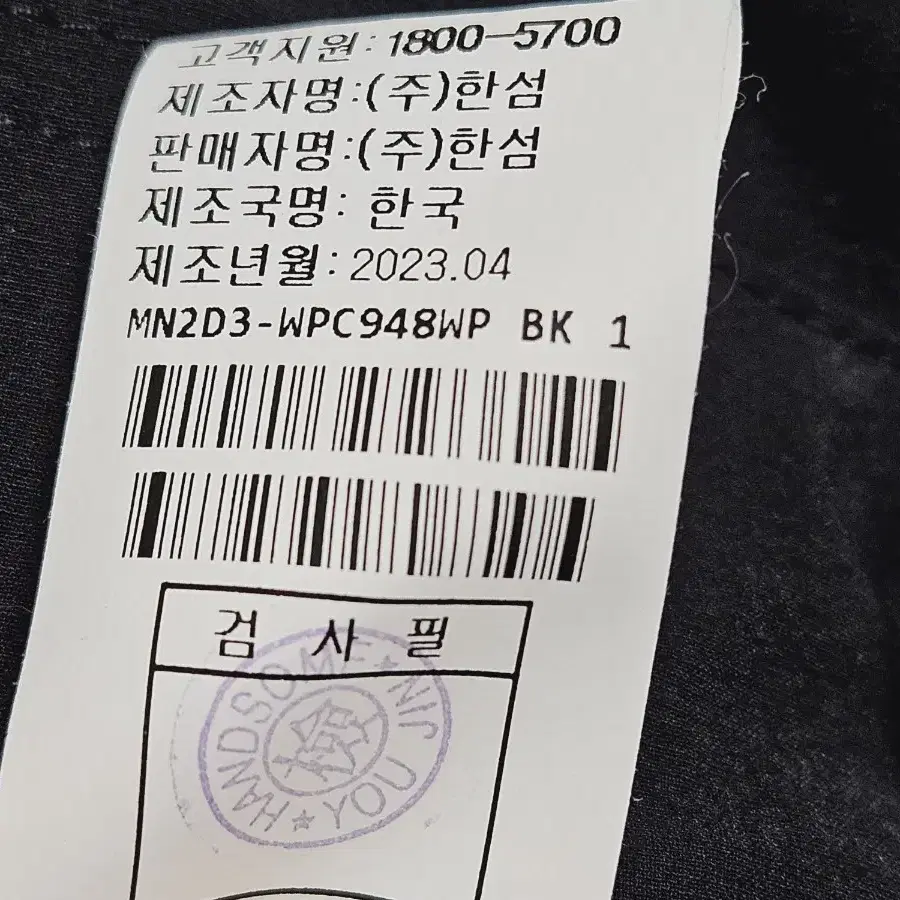 고객지원: 1800-5700
제조자명:(주)한섬
판매자명:(주)한섬
제조국명: 한국
제조년월: 2023.04
MN2D3-WPC948WP BK 1
검 사 필
HANDSOME ★ YOU JIN ★
檢